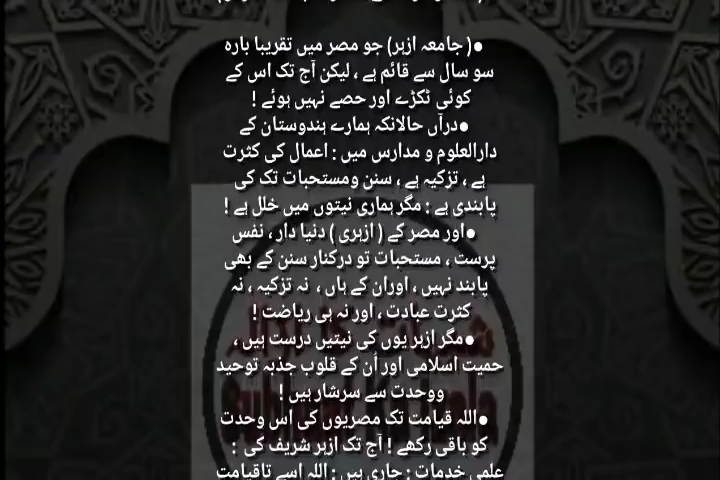 ●( جامعہ ازہر) جو مصر میں تقریبا بارہ
سو سال سے قائم ہے ، لیکن آج تک اس کے
کوئی ٹکڑے اور حصے نہیں ہوئے !
●درآں حالانکہ ہمارے ہندوستان کے
دارالعلوم و مدارس میں : اعمال کی کثرت
ہے ، تزکیہ ہے ، سنن ومستحبات تک کی
پابندی ہے : مگر ہماری نیتوں میں خلل ہے !
●اور مصر کے ( ازہری ) دنیا دار ، نفس
پرست ، مستحبات تو درکنار سنن کے بھی
پابند نہیں ، اوران کے ہاں ، نہ تزکیہ ، نہ
کثرت عبادت ، اور نہ ہی ریاضت !
●مگر ازہر یوں کی نیتیں درست ہیں ،
حمیت اسلامی اور اُن کے قلوب جذبہ توحید
ووحدت سے سرشار ہیں !
●اللہ قیامت تک مصریوں کی اس وحدت
کو باقی رکھے ! آج تک ازہر شریف کی :
علمی خدمات : جاری ہیں : اللہ اسے تاقیامت